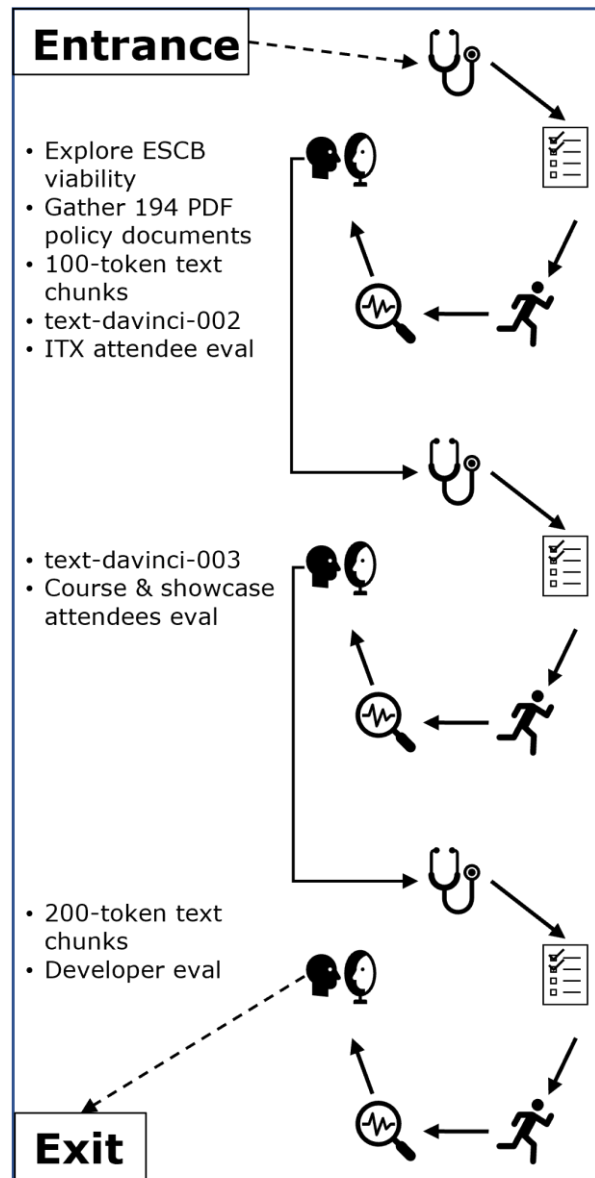 Entrance
• Explore ESCB
viability
• Gather 194 PDF
policy documents
• 100-token text
chunks
• text-davinci-002
• ITX attendee eval
• text-davinci-003
• Course & showcase
attendees eval
• 200-token text
chunks
• Developer eval
Exit